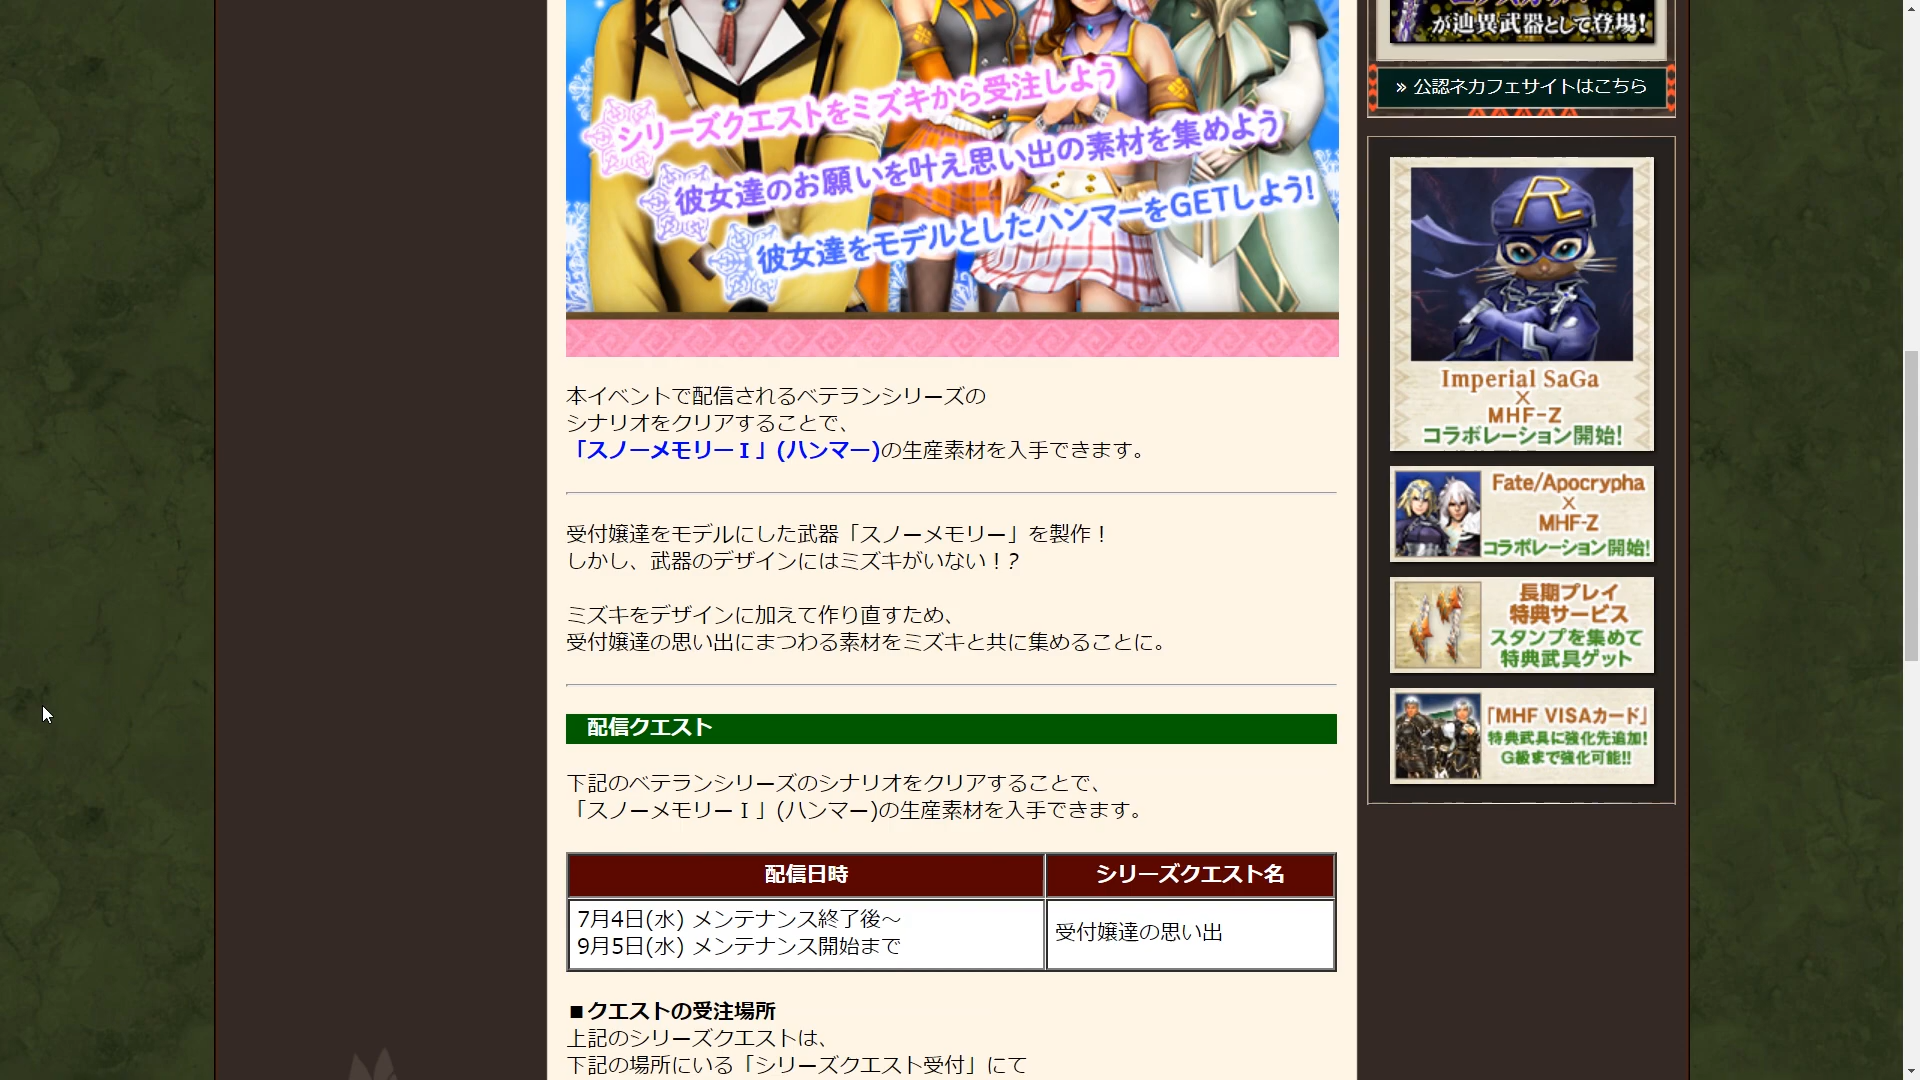 シリーズクエストをミズキから受注しよう
彼女達のお願いを叶え思い出の素材を集めよう
彼女達をモデルとしたハンマーをGETしよう!
本イベントで配信されるベテランシリーズの
シナリオをクリアすることで、
「スノーメモリーⅠ」(ハンマー)の生産素材を入手できます。
受付嬢達をモデルにした武器「スノーメモリー」を製作！
しかし、武器のデザインにはミズキがいない！?
ミズキをデザインに加えて作り直すため、
受付嬢達の思い出にまつわる素材をミズキと共に集めることに。
配信クエスト
下記のベテランシリーズのシナリオをクリアすることで、
「スノーメモリーⅠ」(ハンマー)の生産素材を入手できます。
配信日時
シリーズクエスト名
7月4日(水) メンテナンス終了後～
9月5日(水) メンテナンス開始まで
受付嬢達の思い出
■クエストの受注場所
上記のシリーズクエストは、
下記の場所にいる「シリーズクエスト受付」にて
が辿異武器として登場!
» 公認ネカフェサイトはこちら
R
Imperial SaGa
×
MHF-Z
コラボレーション開始!
Fate/Apocrypha
×
MHF-Z
コラボレーション開始!
長期プレイ
特典サービス
スタンプを集めて
特典武具ゲット
「MHF VISAカード」
特典武具に強化先追加!
G級まで強化可能!!